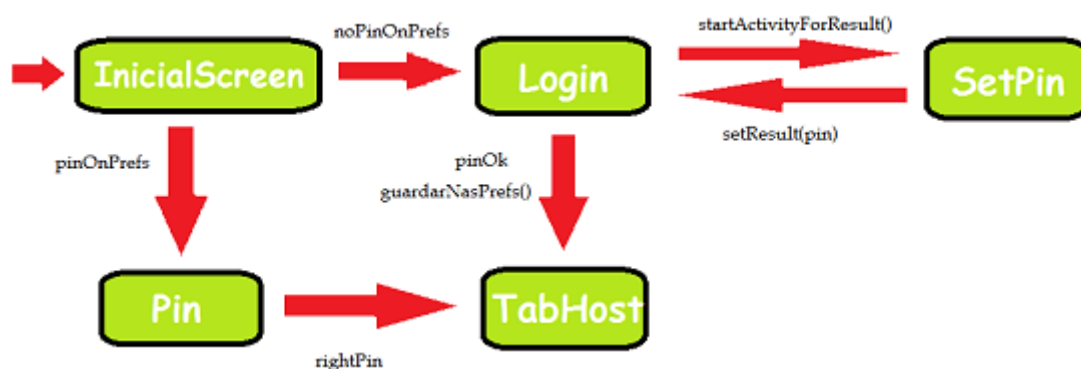 noPinOnPrefs
startActivityForResult()
InicialScreen
Login
SetPin
setResult(pin)
pinOnPrefs
pinOk
guardarNasPrefs()
Pin
TabHost
rightPin